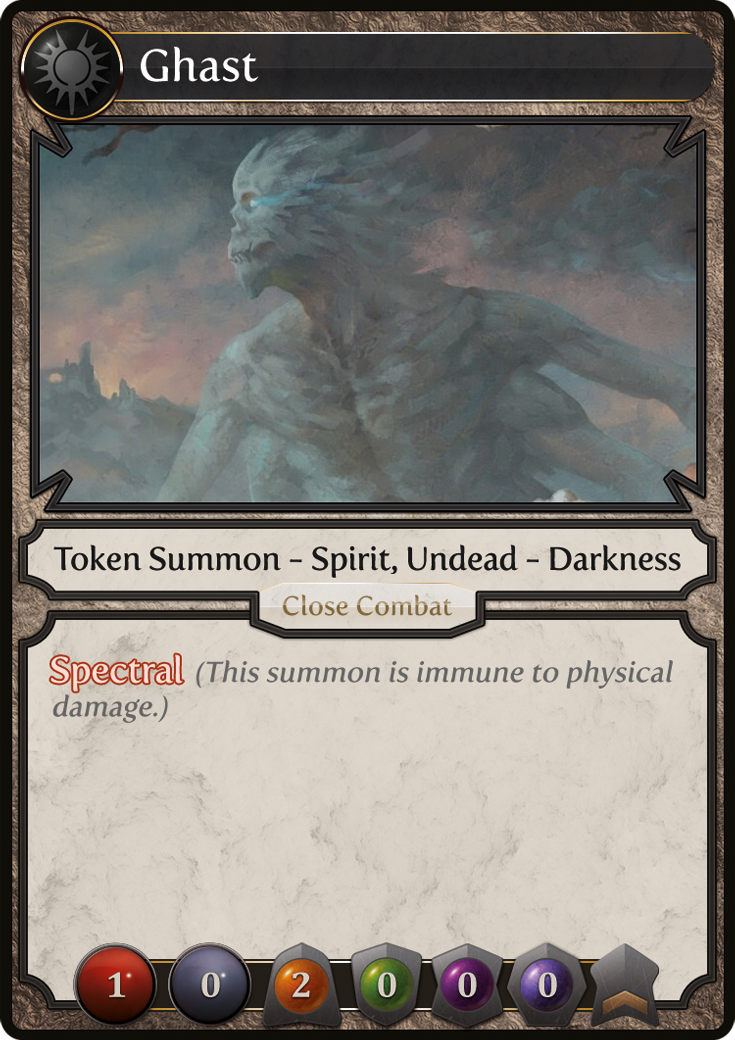 Ghast
Token Summon – Spirit, Undead – Darkness
Close Combat
Spectral (This summon is immune to physical
damage.)
1 0 2 0 0 0